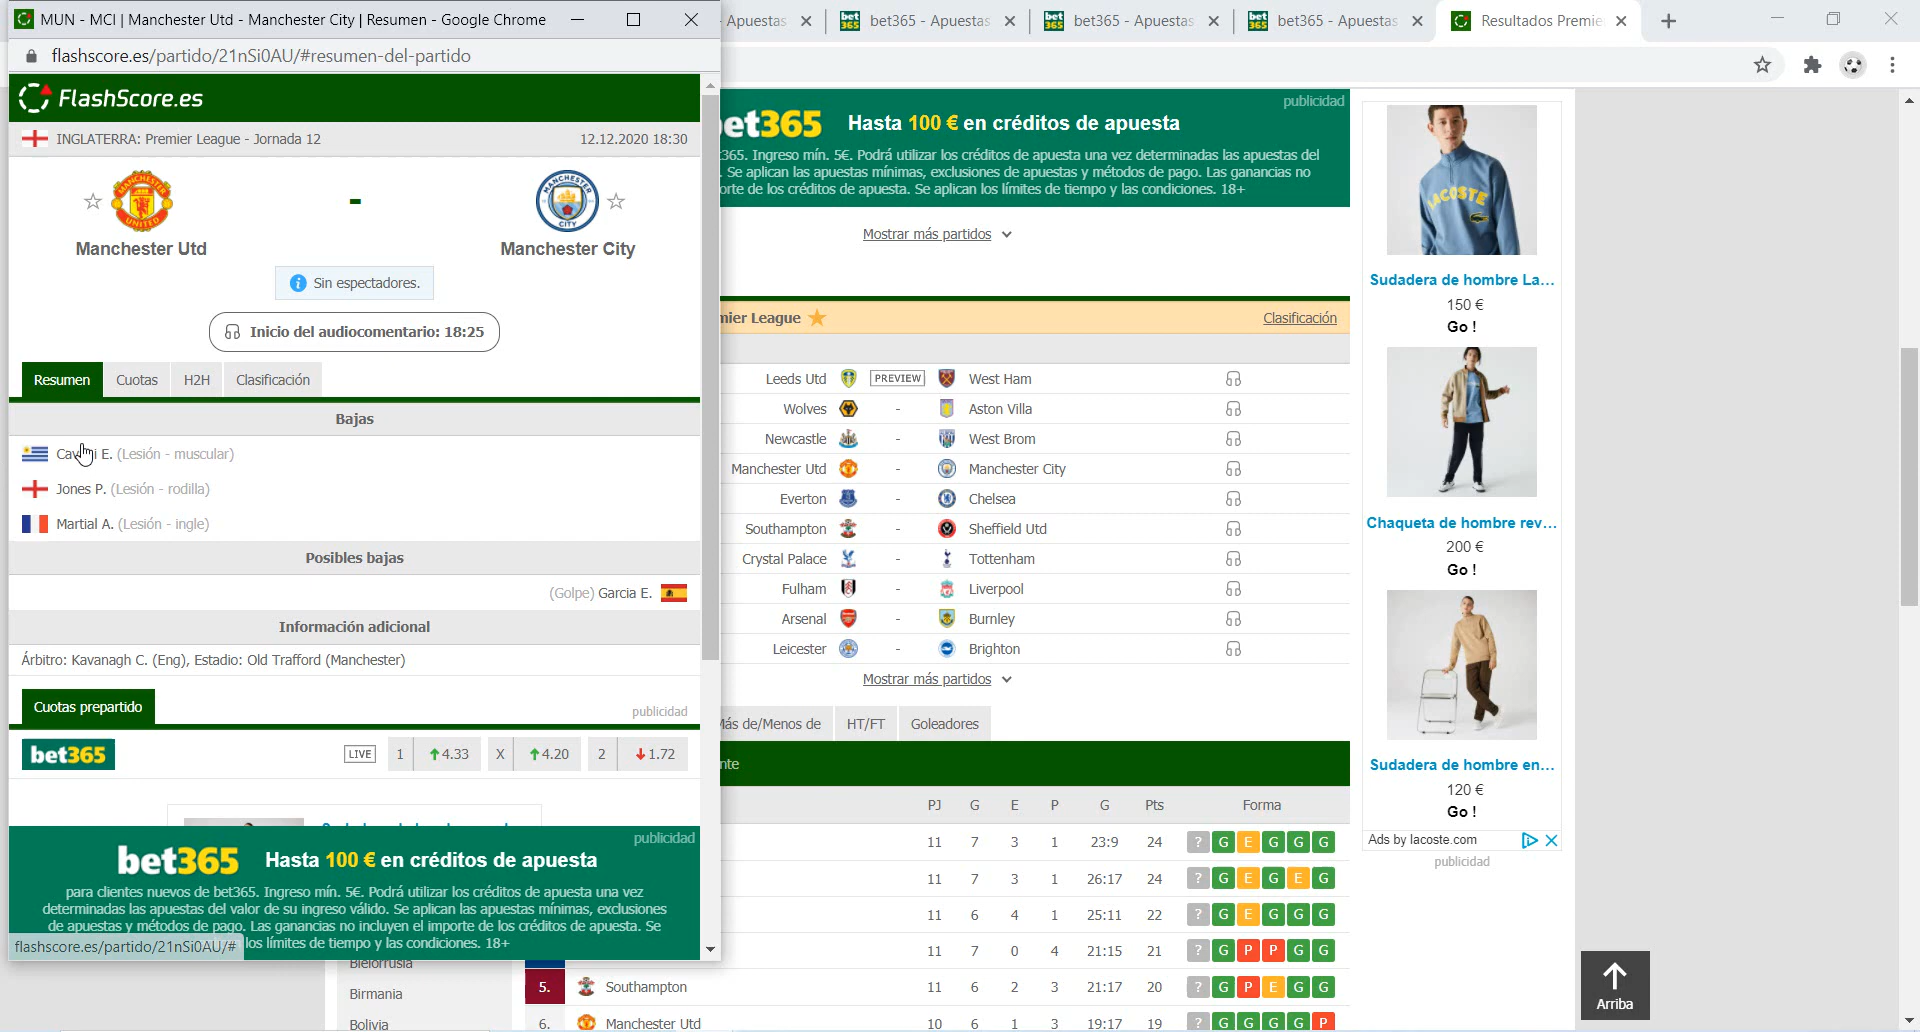 MUN - MCI | Manchester Utd - Manchester City | Resumen - Google Chrome
flashscore.es/partido/21nSi0AU/#resumen-del-partido
FlashScore.es
INGLATERRA: Premier League - Jornada 12 12.12.2020 18:30
MANCHESTER UNITED
MANCHESTER CITY
-
Manchester Utd Manchester City
Sin espectadores.
Inicio del audiocomentario: 18:25
Resumen Cuotas H2H Clasificación
Bajas
E. (Lesión - muscular)
Jones P. (Lesión - rodilla)
Martial A. (Lesión - ingle)
Posibles bajas
(Golpe) Garcia E.
Información adicional
Árbitro: Kavanagh C. (Eng), Estadio: Old Trafford (Manchester)
Cuotas prepartido
publicidad
bet365 LIVE 1 4.33 X 4.20 2 1.72
publicidad
bet365 Hasta 100 € en créditos de apuesta
para clientes nuevos de bet365. Ingreso mín. 5€. Podrá utilizar los créditos de apuesta una vez
determinadas las apuestas del valor de su ingreso válido. Se aplican las apuestas mínimas, exclusiones
de apuestas y métodos de pago. Las ganancias no incluyen el importe de los créditos de apuesta. Se
los límites de tiempo y las condiciones. 18+
flashscore.es/partido/21nSi0AU/#
Apuestas
bet365 bet365 - Apuestas
bet365 bet365 - Apuestas
bet365 bet365 - Apuestas
Resultados Premie
publicidad
et365 Hasta 100 € en créditos de apuesta
365. Ingreso mín. 5€. Podrá utilizar los créditos de apuesta una vez determinadas las apuestas del
. Se aplican las apuestas mínimas, exclusiones de apuestas y métodos de pago. Las ganancias no
orte de los créditos de apuesta. Se aplican los límites de tiempo y las condiciones. 18+
Mostrar más partidos
mier League Clasificación
Leeds Utd PREVIEW West Ham
Wolves - Aston Villa
Newcastle - West Brom
Manchester Utd - Manchester City
Everton - Chelsea
Southampton - Sheffield Utd
Crystal Palace - Tottenham
Fulham - Liverpool
Arsenal - Burnley
Leicester - Brighton
Mostrar más partidos
Más de/Menos de HT/FT Goleadores
nte
PJ G E P G Pts Forma
11 7 3 1 23:9 24 ? G E G G G
11 7 3 1 26:17 24 ? G E G E G
11 6 4 1 25:11 22 ? G E G G G
11 7 0 4 21:15 21 ? G P P G G
5. Southampton 11 6 2 3 21:17 20 ? G P E G G
6. Manchester Utd 10 6 1 3 19:17 19 ? G G G G P
Bielorrusia
Birmania
Bolivia
LACOSTE
Sudadera de hombre La...
150 €
Go !
Chaqueta de hombre rev...
200 €
Go !
Sudadera de hombre en...
120 €
Go !
Ads by lacoste.com
publicidad
Arriba